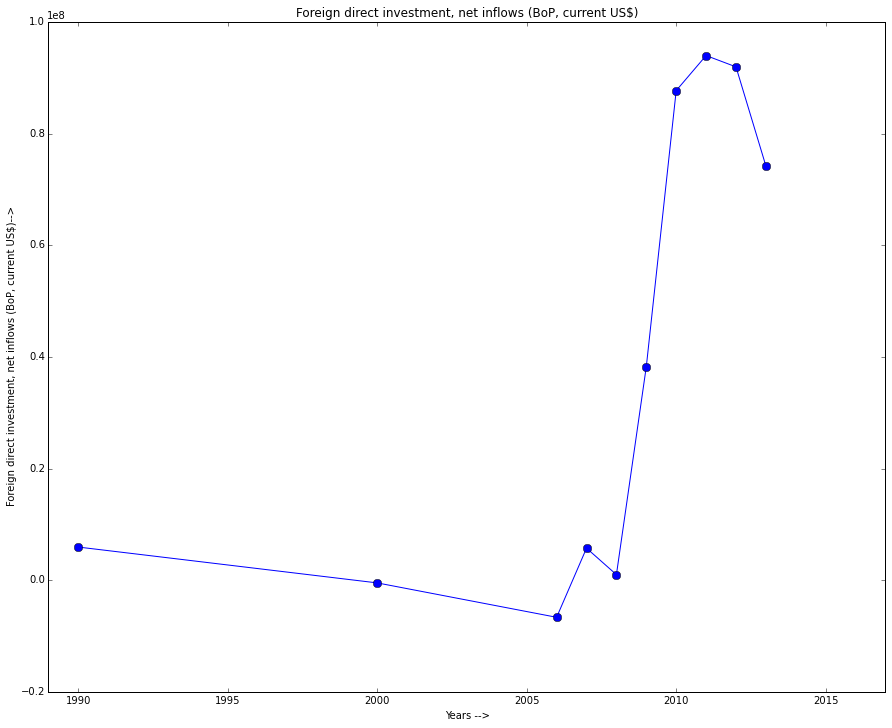 Foreign direct investment, net inflows (BoP, current US$)
1e8
1.0
0.8
0.6
0.4
0.2
0.0
−0.2
Foreign direct investment, net inflows (BoP, current US$)-->
1990 1995 2000 2005 2010 2015
Years -->